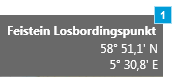 1
Feistein Losbordingspunkt
58° 51,1' N
5° 30,8' E